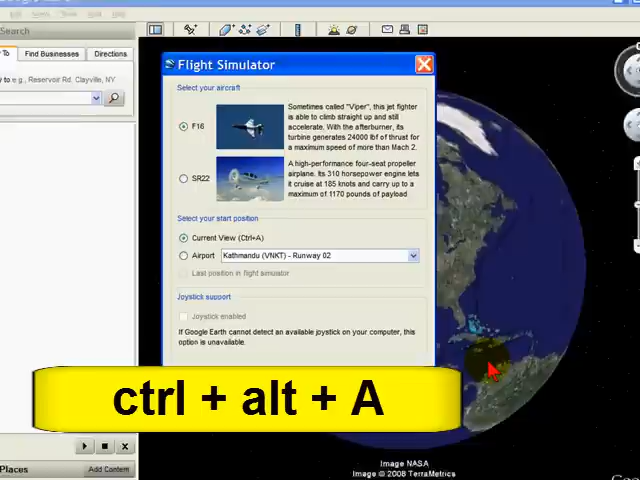 Search
Find Businesses
Directions
e.g., Reservoir Rd, Clayville, NY
Flight Simulator
Select your aircraft
F16
Sometimes called "Viper", this jet fighter
is able to climb straight up and still
accelerate. With the afterburner, its
turbine generates 24000 lbf of thrust for
a maximum speed of more than Mach 2.
SR22
A high-performance four-seat propeller
airplane. Its 310 horsepower engine lets
it cruise at 185 knots and carry up to a
maximum of 1170 pounds of payload
Select your start position
Current View (Ctrl+A)
Airport
Kathmandu (VNKT) - Runway 02
Last position in flight simulator
Joystick support
Joystick enabled
If Google Earth cannot detect an available joystick on your computer, this
option is unavailable.
ctrl + alt + A
Places
Add Content
Image NASA
Image © 2008 TerraMetrics